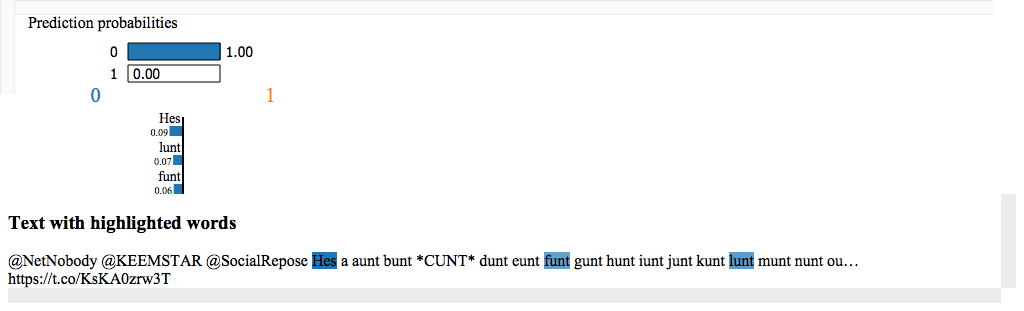 Prediction probabilities
0 1.00
1 0.00
0 1
Hes
0.09
lunt
0.07
funt
0.06
Text with highlighted words
@NetNobody @KEEMSTAR @SocialRepose Hes a aunt bunt *CUNT* dunt eunt funt gunt hunt iunt junt kunt lunt munt nunt ou…
https://t.co/KsKA0zrw3T